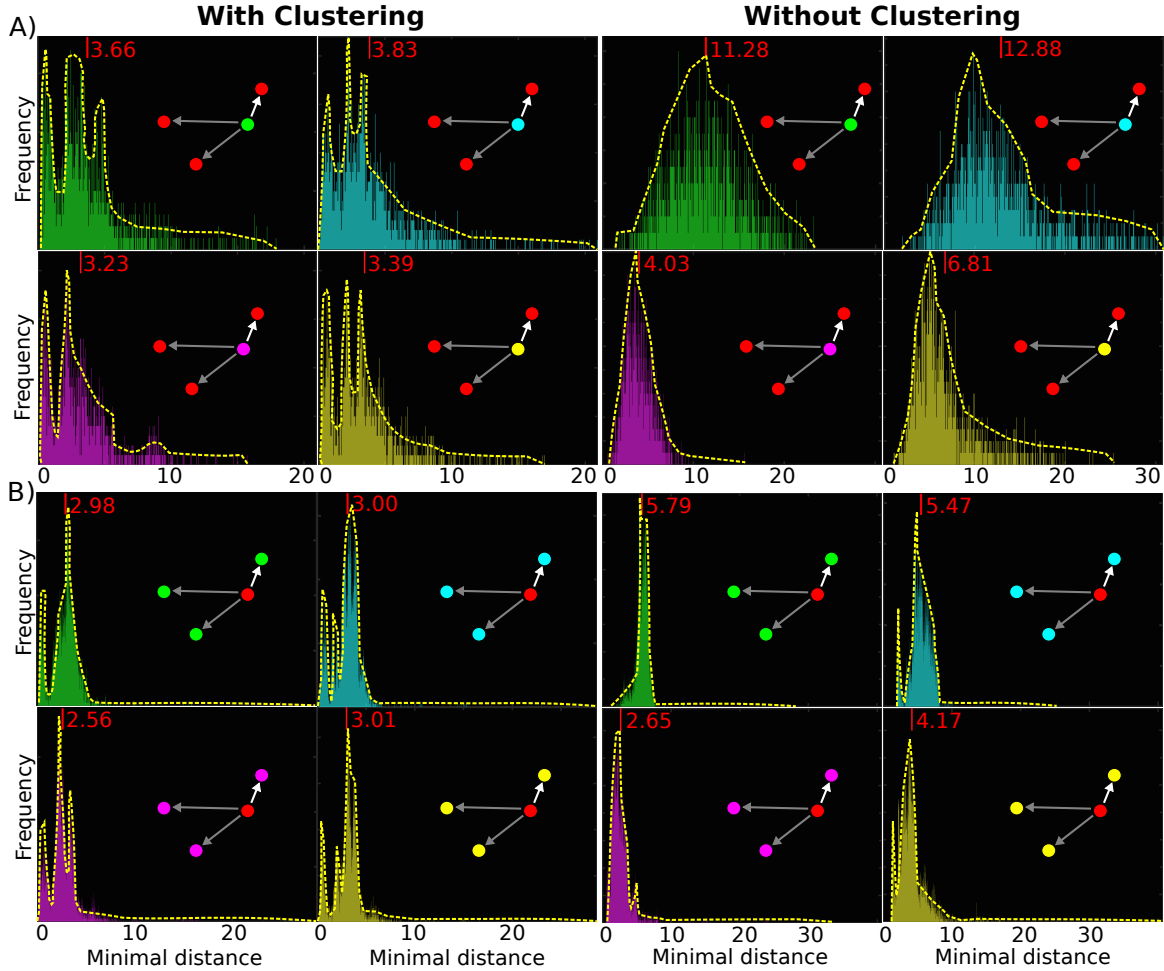 With Clustering Without Clustering
A)
3.66 3.83 11.28 12.88
Frequency
3.23 3.39 4.03 6.81
Frequency
0 10 20 0 10 20 0 10 20 0 10 20 30
B)
2.98 3.00 5.79 5.47
Frequency
2.56 3.01 2.65 4.17
Frequency
0 10 20 0 10 20 0 10 20 30 0 10 20 30
Minimal distance Minimal distance Minimal distance Minimal distance